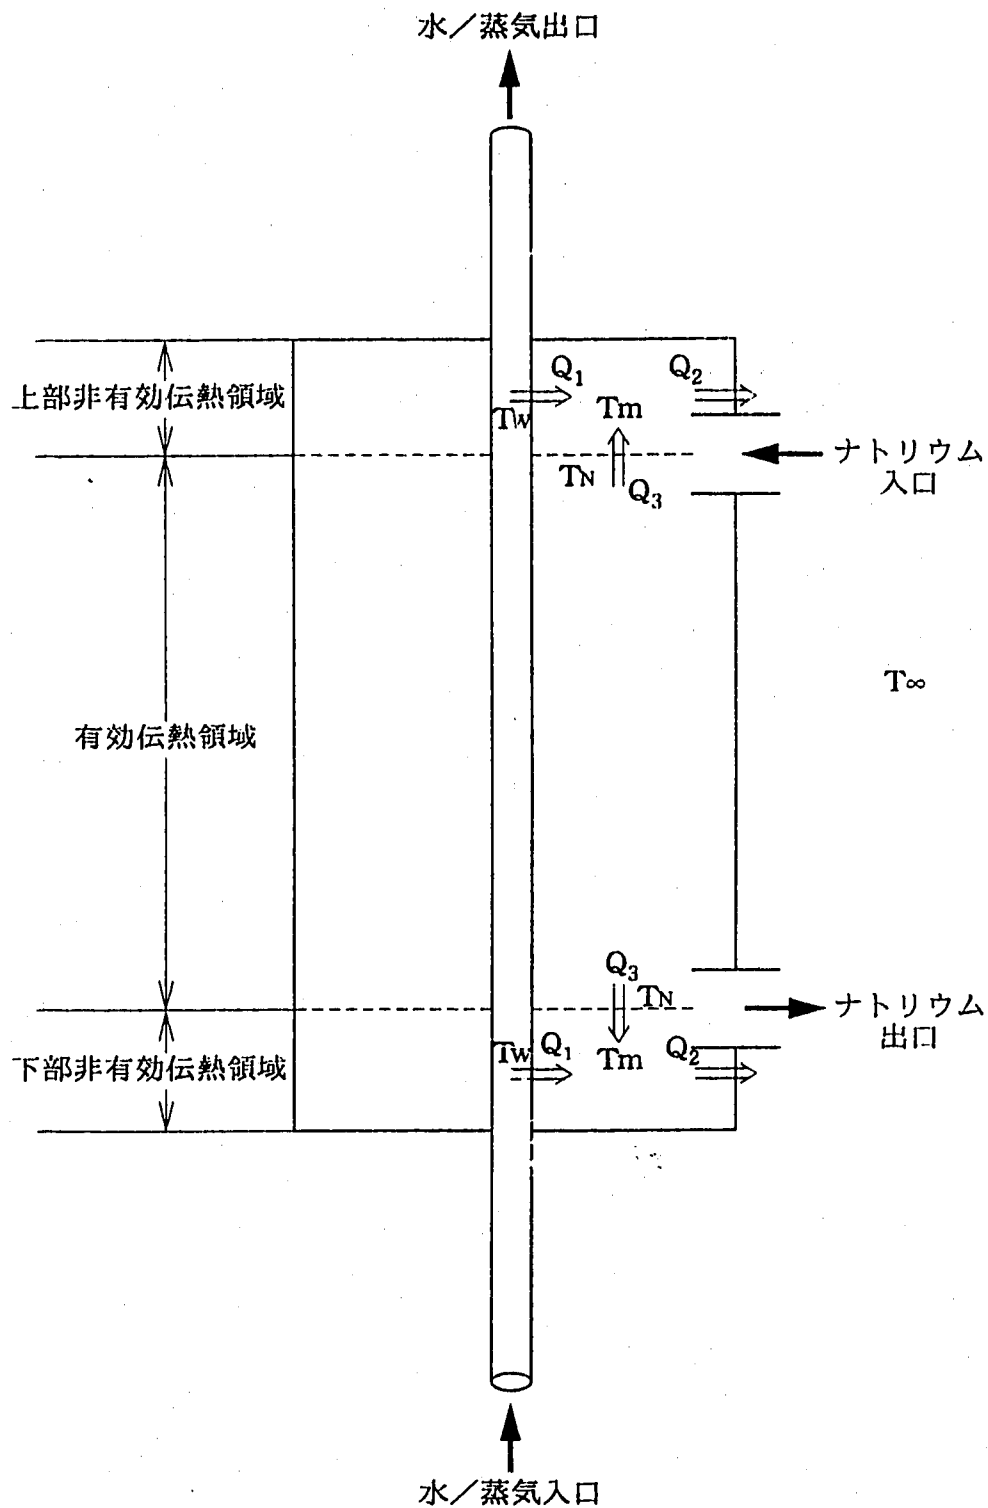 水／蒸気出口
上部非有効伝熱領域
Q₁
Q₂
Tw
Tm
TN
Q₃
ナトリウム
入口
有効伝熱領域
T∞
Q₃
TN
ナトリウム
出口
下部非有効伝熱領域
Tw
Q₁
Tm
Q₂
水／蒸気入口